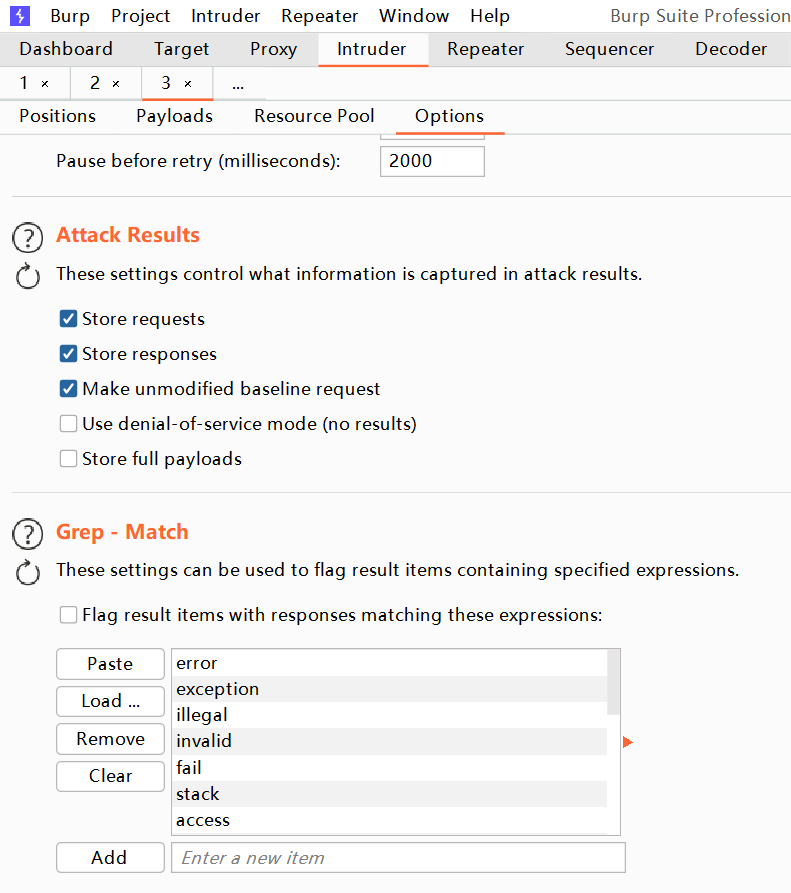 Burp Project Intruder Repeater Window Help Burp Suite Profession
Dashboard Target Proxy Intruder Repeater Sequencer Decoder
1 × 2 × 3 × ...
Positions Payloads Resource Pool Options
Pause before retry (milliseconds): 2000
? Attack Results
These settings control what information is captured in attack results.
Store requests
Store responses
Make unmodified baseline request
Use denial-of-service mode (no results)
Store full payloads
? Grep - Match
These settings can be used to flag result items containing specified expressions.
Flag result items with responses matching these expressions:
Paste
Load ...
Remove
Clear
error
exception
illegal
invalid
fail
stack
access
Add Enter a new item